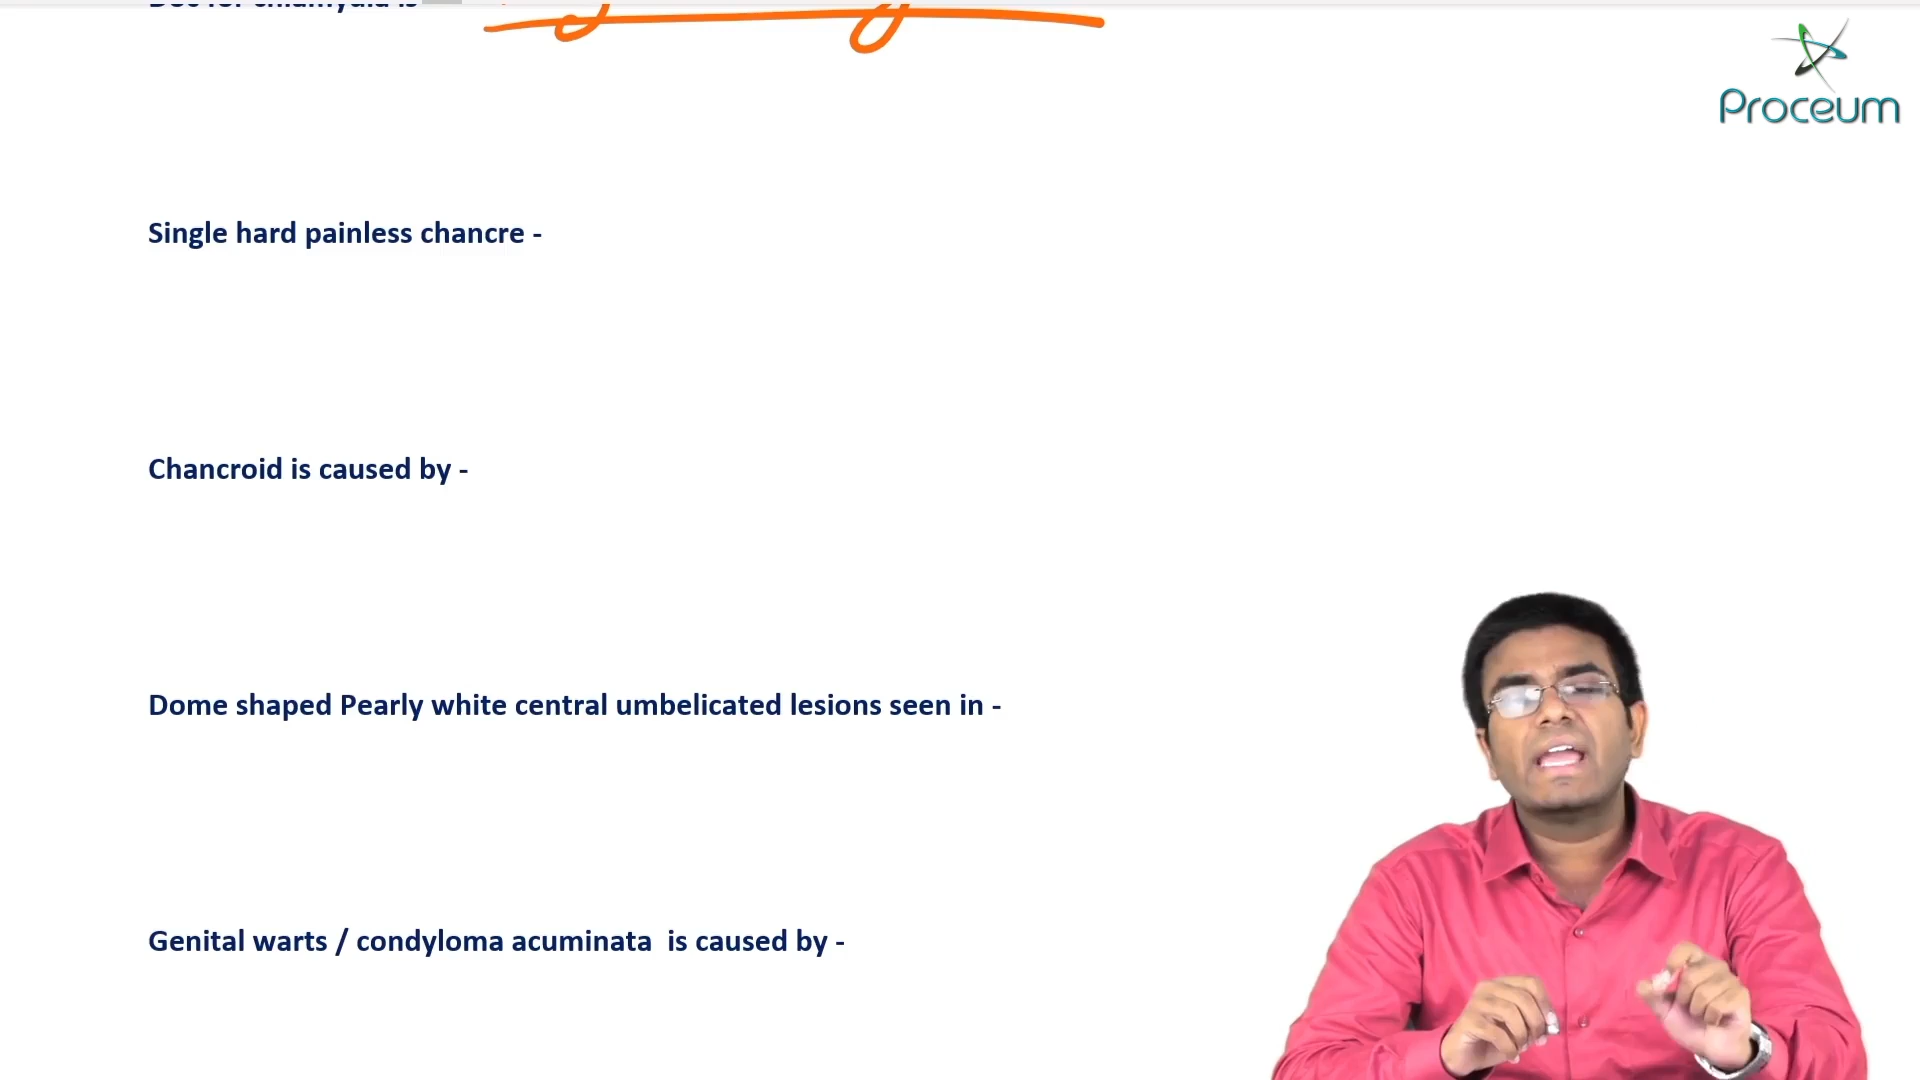 Proceum
Single hard painless chancre -
Chancroid is caused by -
Dome shaped Pearly white central umbelicated lesions seen in -
Genital warts / condyloma acuminata is caused by -